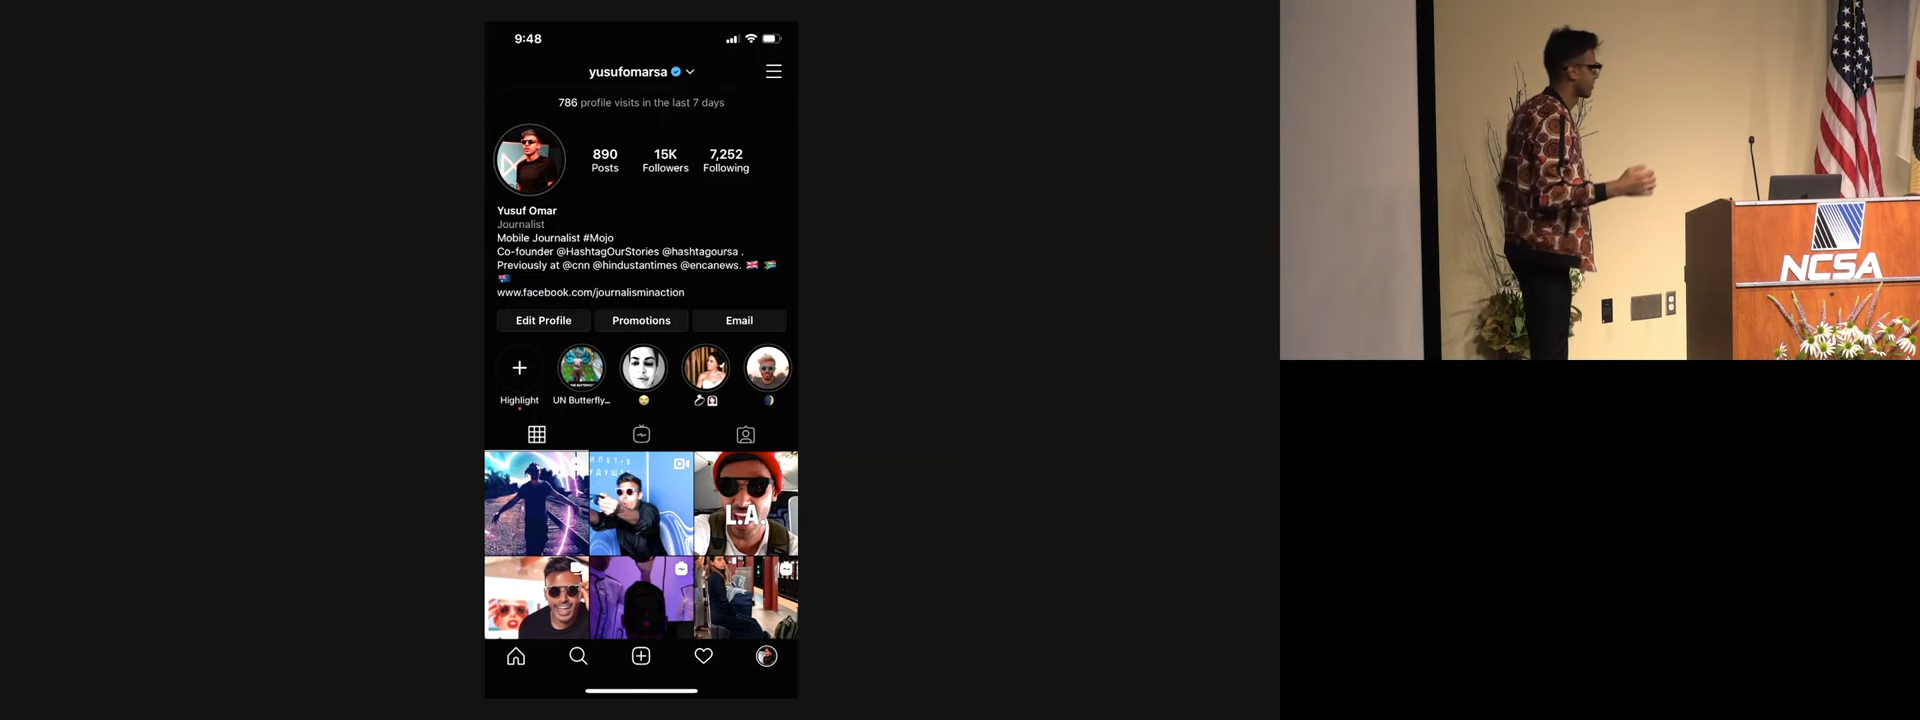 9:48
yusufomarsa
786 profile visits in the last 7 days
890
Posts
15K
Followers
7,252
Following
Yusuf Omar
Journalist
Mobile Journalist #Mojo
Co-founder @HashtagOurStories @hashtagoursa .
Previously at @cnn @hindustantimes @encanews. 🇬🇧 🇿🇦
🇦🇺
www.facebook.com/journalisminaction
Edit Profile
Promotions
Email
Highlight
UN Butterfly...
L.A.
NCSA